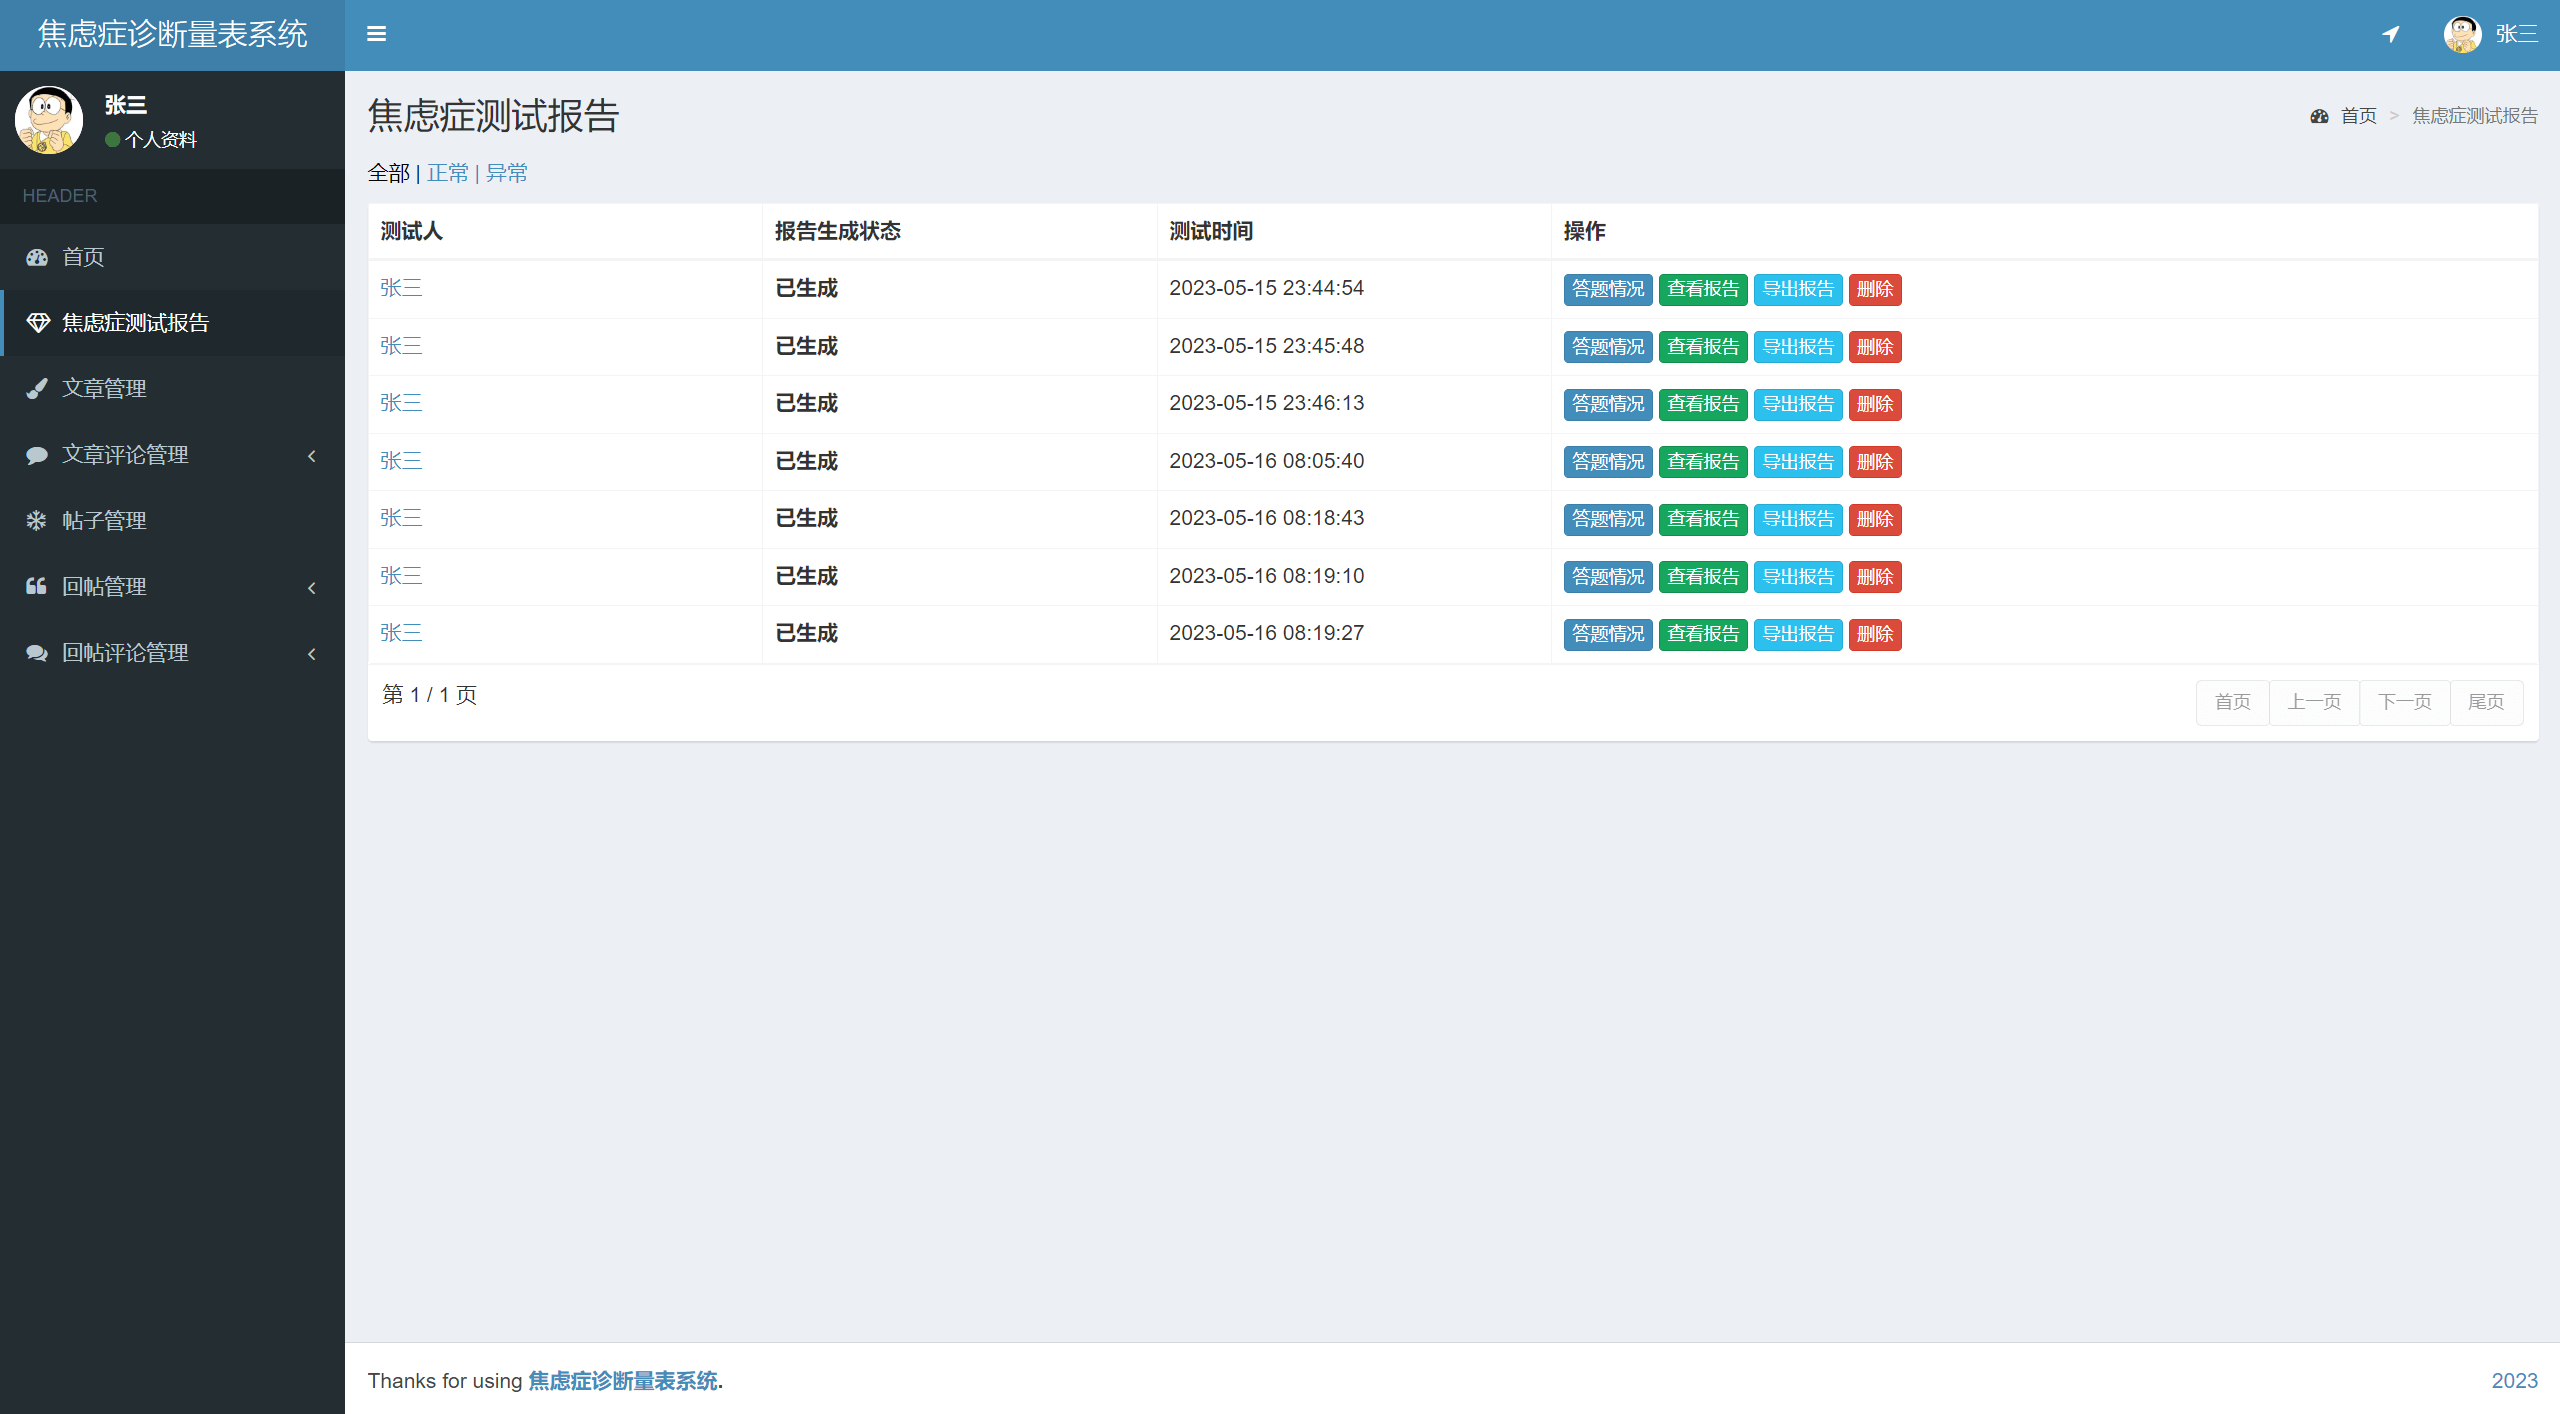 焦虑症诊断量表系统
张三
张三
个人资料
HEADER
首页
焦虑症测试报告
文章管理
文章评论管理
帖子管理
回帖管理
回帖评论管理
焦虑症测试报告
首页 > 焦虑症测试报告
全部 | 正常 | 异常
测试人 报告生成状态 测试时间 操作
张三 已生成 2023-05-15 23:44:54 答题情况 查看报告 导出报告 删除
张三 已生成 2023-05-15 23:45:48 答题情况 查看报告 导出报告 删除
张三 已生成 2023-05-15 23:46:13 答题情况 查看报告 导出报告 删除
张三 已生成 2023-05-16 08:05:40 答题情况 查看报告 导出报告 删除
张三 已生成 2023-05-16 08:18:43 答题情况 查看报告 导出报告 删除
张三 已生成 2023-05-16 08:19:10 答题情况 查看报告 导出报告 删除
张三 已生成 2023-05-16 08:19:27 答题情况 查看报告 导出报告 删除
第 1 / 1 页 首页 上一页 下一页 尾页
Thanks for using 焦虑症诊断量表系统. 2023